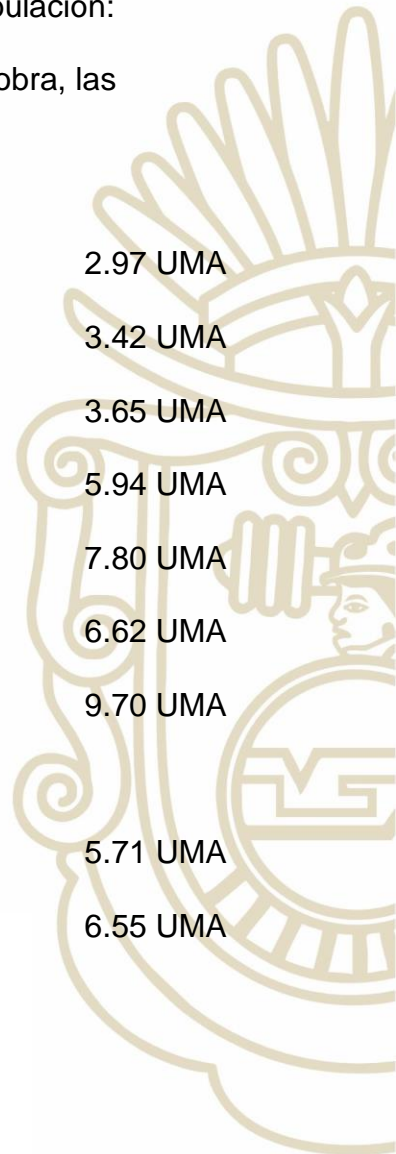 bulación:
obra, las
2.97 UMA
3.42 UMA
3.65 UMA
5.94 UMA
7.80 UMA
6.62 UMA
9.70 UMA
5.71 UMA
6.55 UMA